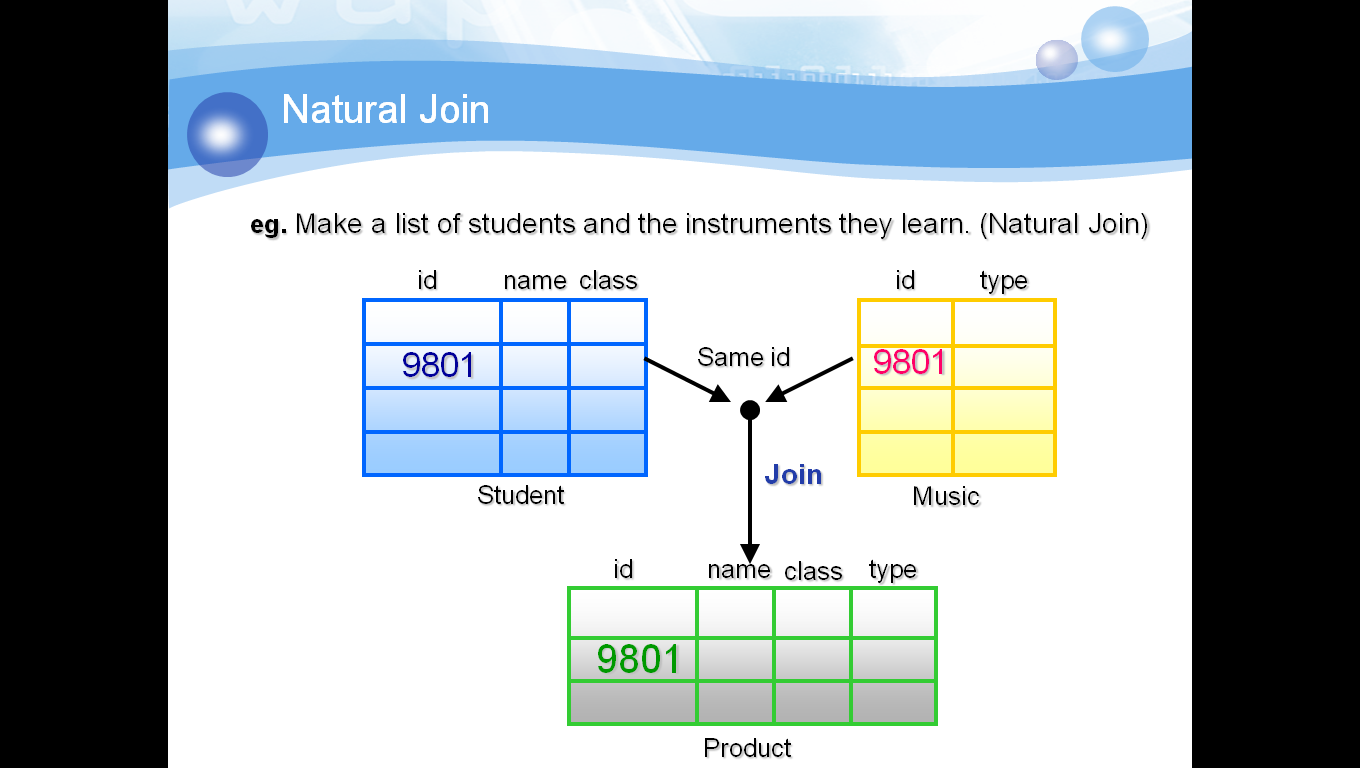 Natural Join
eg. Make a list of students and the instruments they learn. (Natural Join)
id name class
id type
9801
Same id
9801
Join
Student
Music
id name class type
9801
Product